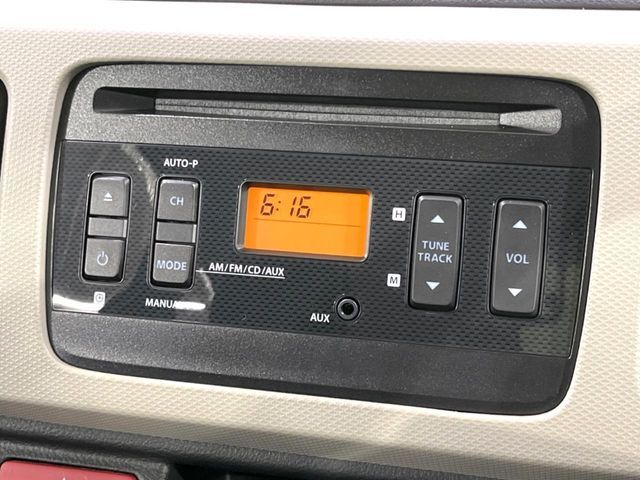 AUTO-P
CH
MODE
AM/FM/CD/AUX
MANUAL
6:16
AUX
H
M
TUNE
TRACK
VOL